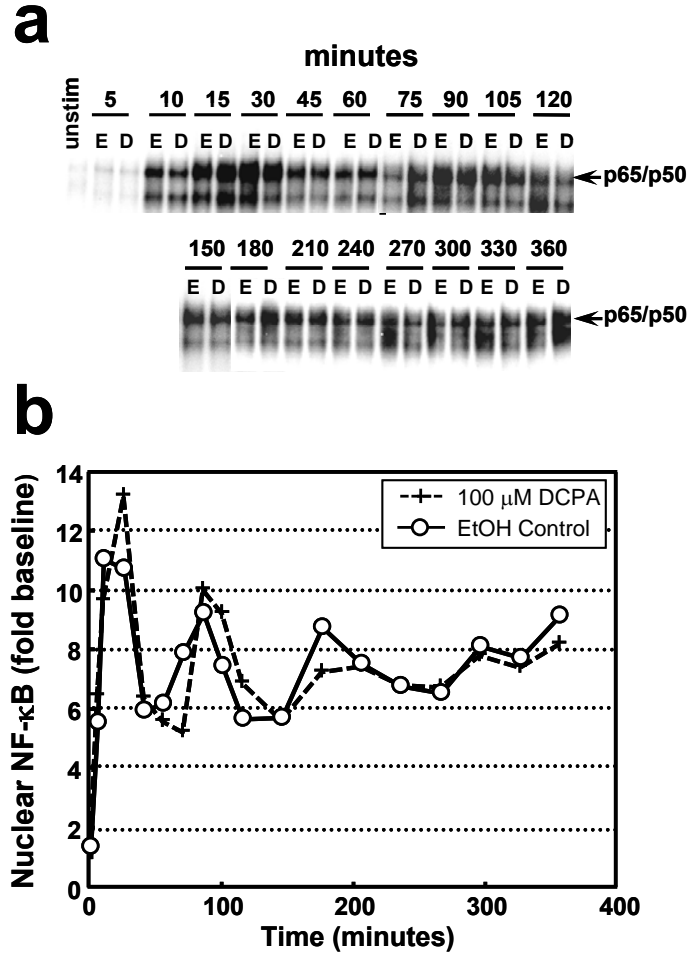 a
minutes
unstim 5 10 15 30 45 60 75 90 105 120
E D E D E D E D E D E D E D E D E D E D
p65/p50
150 180 210 240 270 300 330 360
E D E D E D E D E D E D E D E D
p65/p50
b
Nuclear NF-κB (fold baseline)
14
12
10
8
6
4
2
0
100 μM DCPA
EtOH Control
0 100 200 300 400
Time (minutes)